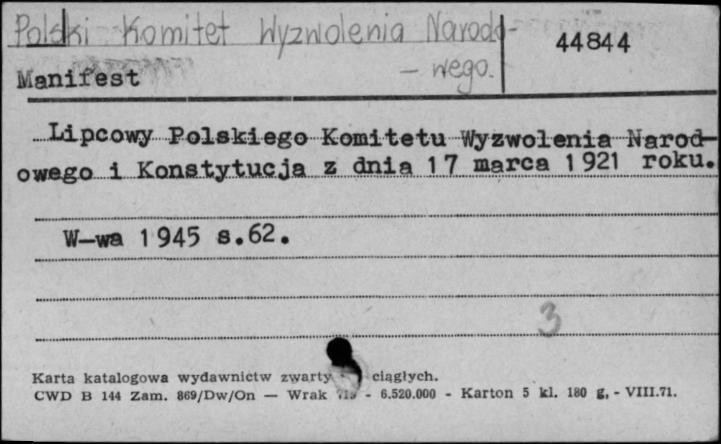 Polski Komitet Wyzwolenia Narodo-
- wego.
44844
Manifest
Lipcowy Polskiego Komitetu Wyzwolenia Narod-
owego i Konstytucja z dnia 17 marca 1921 roku.
W-wa 1945 s.62.
3
Karta katalogowa wydawnictw zwarty ciągłych.
CWD B 144 Zam. 869/Dw/On — Wrak - 6.520.000 - Karton 5 kl. 180 g, - VIII.71.